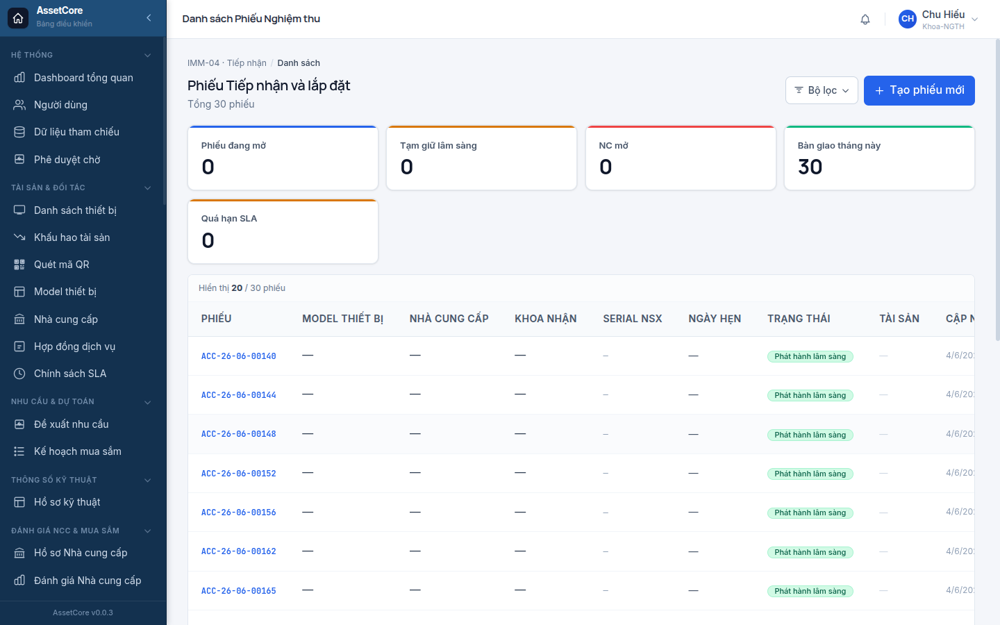 AssetCore
Bảng điều khiển
HỆ THỐNG
Dashboard tổng quan
Người dùng
Dữ liệu tham chiếu
Phê duyệt chờ
TÀI SẢN & ĐỐI TÁC
Danh sách thiết bị
Khấu hao tài sản
Quét mã QR
Model thiết bị
Nhà cung cấp
Hợp đồng dịch vụ
Chính sách SLA
NHU CẦU & DỰ TOÁN
Đề xuất nhu cầu
Kế hoạch mua sắm
THÔNG SỐ KỸ THUẬT
Hồ sơ kỹ thuật
ĐÁNH GIÁ NCC & MUA SẮM
Hồ sơ Nhà cung cấp
Đánh giá Nhà cung cấp
AssetCore v0.0.3
Danh sách Phiếu Nghiệm thu
CH
Chu Hiếu
Khoa-NGTH
IMM-04 · Tiếp nhận / Danh sách
Phiếu Tiếp nhận và lắp đặt
Tổng 30 phiếu
Bộ lọc
Tạo phiếu mới
Phiếu đang mở
0
Tạm giữ lâm sàng
0
NC mở
0
Bàn giao tháng này
30
Quá hạn SLA
0
Hiển thị 20 / 30 phiếu
PHIẾU MODEL THIẾT BỊ NHÀ CUNG CẤP KHOA NHẬN SERIAL NSX NGÀY HẸN TRẠNG THÁI TÀI SẢN CẬP N
ACC-26-06-00140 — — — – — Phát hành lâm sàng — 4/6/202
ACC-26-06-00144 — — — – — Phát hành lâm sàng — 4/6/202
ACC-26-06-00148 — — — – — Phát hành lâm sàng — 4/6/202
ACC-26-06-00152 — — — – — Phát hành lâm sàng — 4/6/202
ACC-26-06-00156 — — — – — Phát hành lâm sàng — 4/6/202
ACC-26-06-00162 — — — – — Phát hành lâm sàng — 4/6/202
ACC-26-06-00165 — — — – — Phát hành lâm sàng — 4/6/202